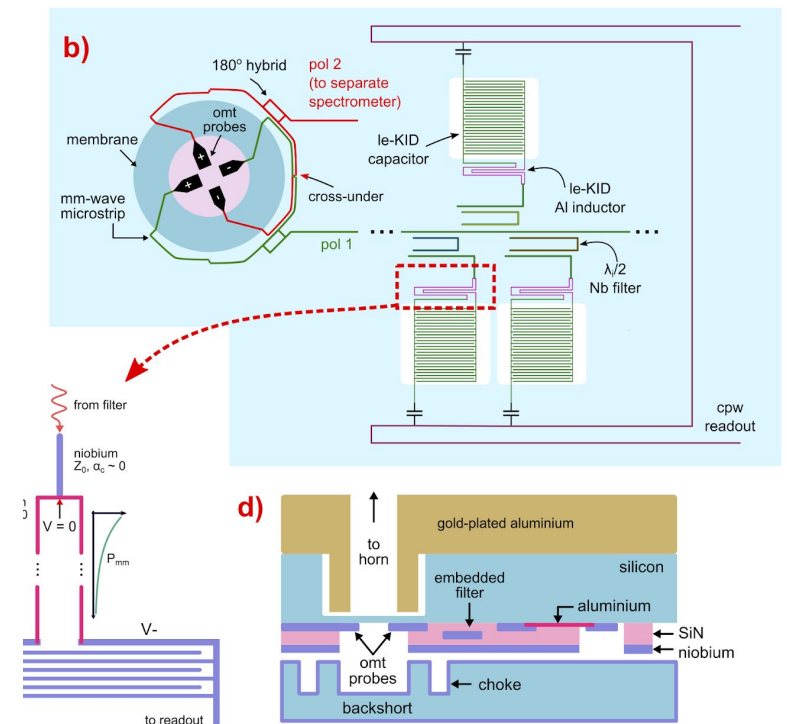 b)
180° hybrid
pol 2
(to separate
spectrometer)
omt
probes
membrane
mm-wave
microstrip
cross-under
pol 1
le-KID
capacitor
le-KID
Al inductor
...
...
λᵢ/2
Nb filter
cpw
readout
from filter
niobium
Z₀, α꜀ ~ 0
V = 0
Pₘₘ
V-
to readout
d)
gold-plated aluminium
to
horn
silicon
embedded
filter
aluminium
SiN
niobium
omt
probes
choke
backshort